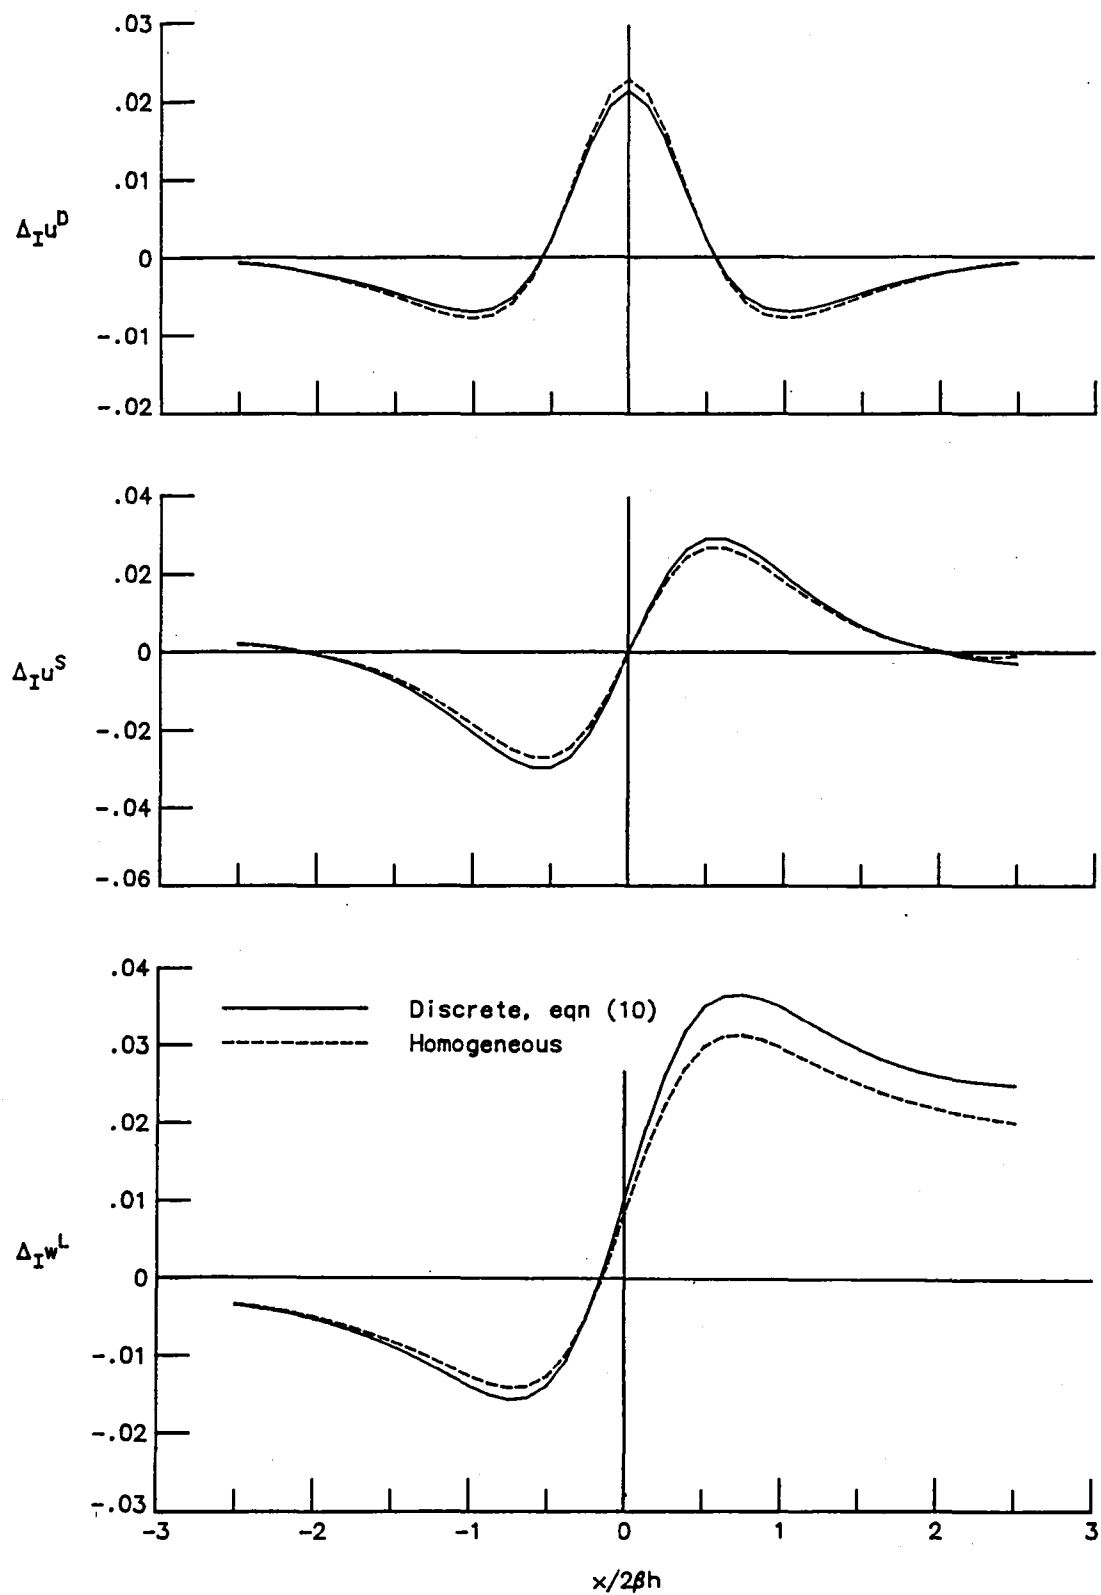 .03
.02
.01
Δ_I u^D
0
-.01
-.02
.04
.02
0
Δ_I u^S
-.02
-.04
-.06
.04
Discrete, eqn (10)
.03
Homogeneous
.02
.01
Δ_I w^L
0
-.01
-.02
-.03
-3 -2 -1 0 1 2 3
x/2βh